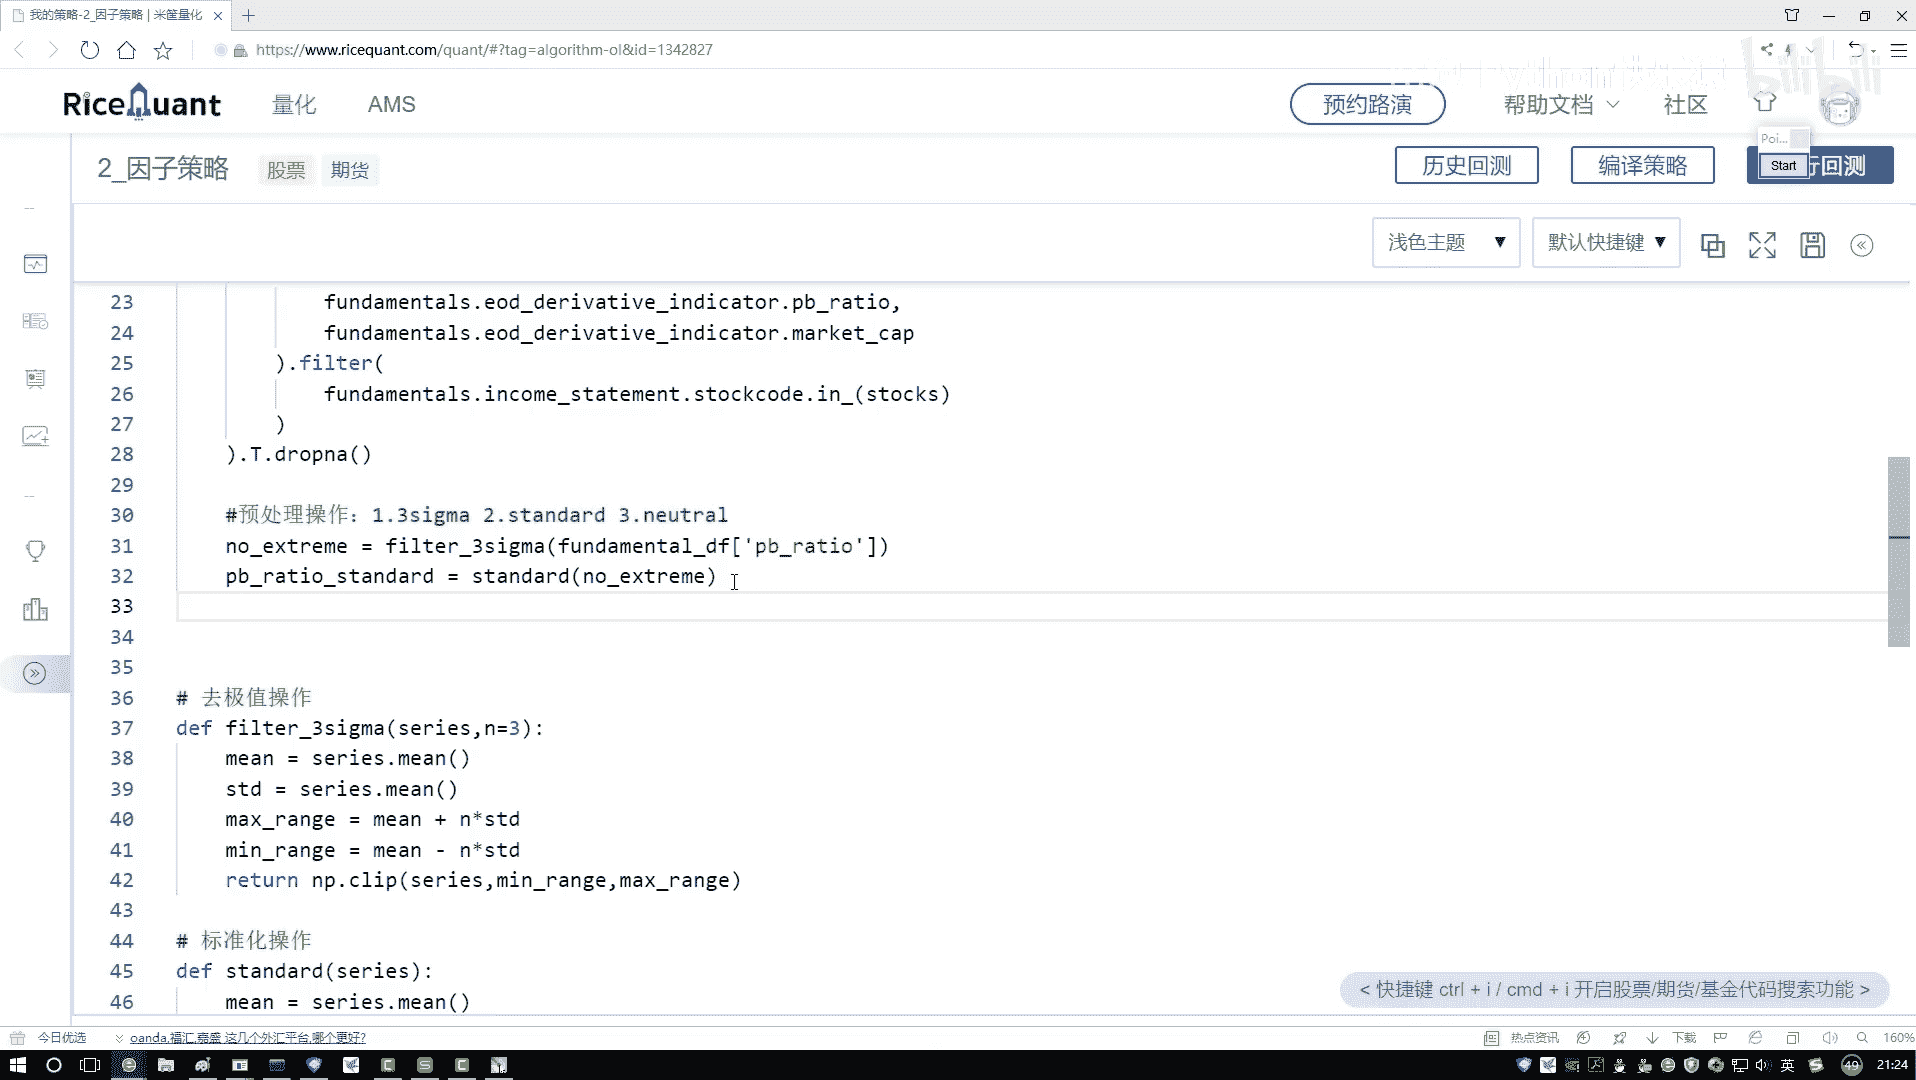 我的策略-2_因子策略 | 米筐量化
https://www.ricequant.com/quant/#?tag=algorithm-ol&id=1342827
RiceQuant 量化 AMS 预约路演 帮助文档 社区
Poi...
2_因子策略 股票 期货 历史回测 编译策略 Start 行回测
浅色主题 ▼ 默认快捷键 ▼
23 fundamentals.eod_derivative_indicator.pb_ratio,
24 fundamentals.eod_derivative_indicator.market_cap
25 ).filter(
26 fundamentals.income_statement.stockcode.in_(stocks)
27 )
28 ).T.dropna()
29
30 #预处理操作：1.3sigma 2.standard 3.neutral
31 no_extreme = filter_3sigma(fundamental_df['pb_ratio'])
32 pb_ratio_standard = standard(no_extreme)
33
34
35
36 # 去极值操作
37 def filter_3sigma(series,n=3):
38 mean = series.mean()
39 std = series.mean()
40 max_range = mean + n*std
41 min_range = mean - n*std
42 return np.clip(series,min_range,max_range)
43
44 # 标准化操作
45 def standard(series):
46 mean = series.mean()
< 快捷键 ctrl + i / cmd + i 开启股票/期货/基金代码搜索功能 >
今日优选 oanda,福汇,嘉盛 这几个外汇平台,哪个更好? 热点资讯 下载 160%
英 49 21:24